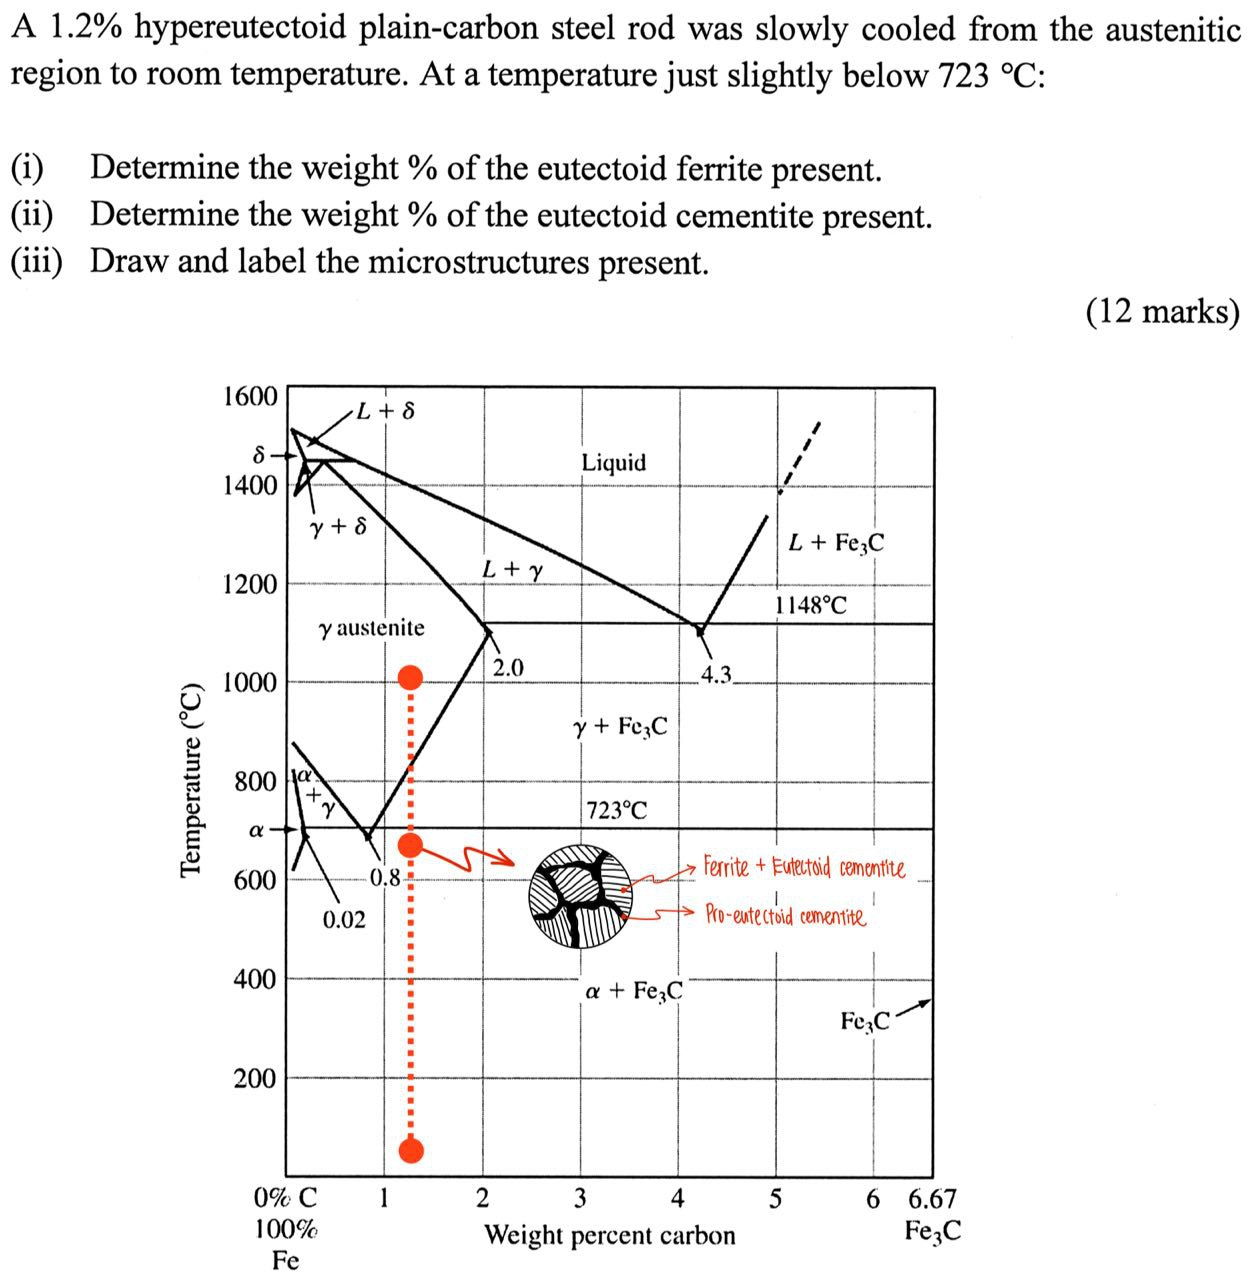 A 1.2% hypereutectoid plain-carbon steel rod was slowly cooled from the austenitic
region to room temperature. At a temperature just slightly below 723 °C:
(i) Determine the weight % of the eutectoid ferrite present.
(ii) Determine the weight % of the eutectoid cementite present.
(iii) Draw and label the microstructures present.
(12 marks)
1600
L + δ
δ
Liquid
1400
γ + δ
L + Fe₃C
L + γ
1200
1148°C
γ austenite
2.0
4.3
1000
γ + Fe₃C
Temperature (°C)
800
α
+
γ
723°C
α
Ferrite + Eutectoid cementite
600
0.8
Pro-eutectoid cementite
0.02
400
α + Fe₃C
Fe₃C
200
0% C 1 2 3 4 5 6 6.67
100% Weight percent carbon Fe₃C
Fe